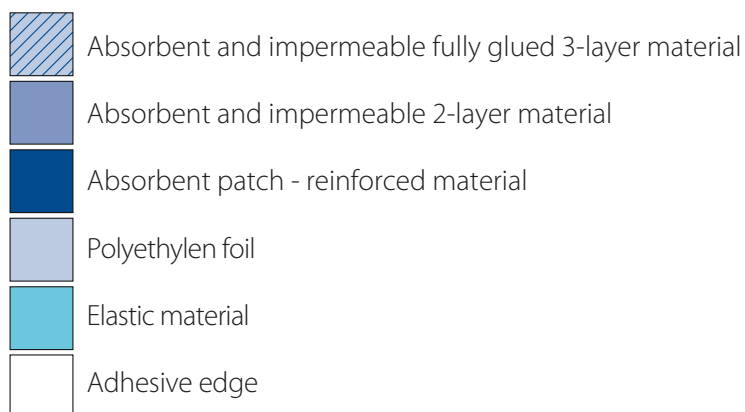 Absorbent and impermeable fully glued 3-layer material
Absorbent and impermeable 2-layer material
Absorbent patch - reinforced material
Polyethylen foil
Elastic material
Adhesive edge